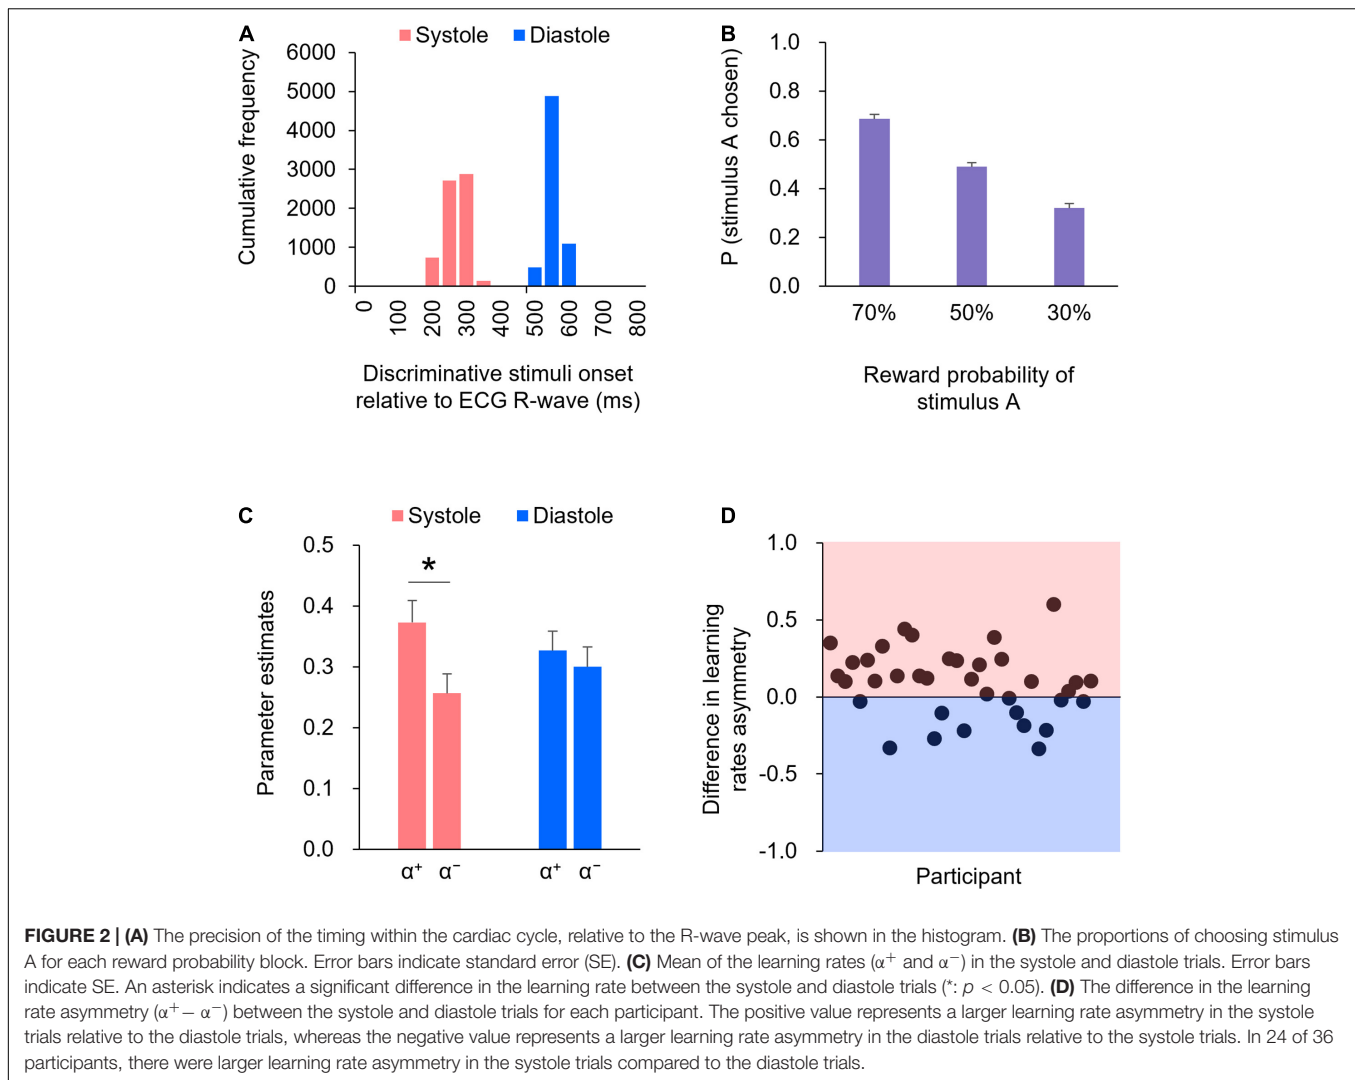 A
Systole
Diastole
Cumulative frequency
6000
5000
4000
3000
2000
1000
0
0
100
200
300
400
500
600
700
800
Discriminative stimuli onset
relative to ECG R-wave (ms)
B
P (stimulus A chosen)
1.0
0.8
0.6
0.4
0.2
0.0
70%
50%
30%
Reward probability of
stimulus A
C
Systole
Diastole
Parameter estimates
0.5
0.4
0.3
0.2
0.1
0.0
*
α⁺
α⁻
α⁺
α⁻
D
Difference in learning
rates asymmetry
1.0
0.5
0.0
-0.5
-1.0
Participant
FIGURE 2 | (A) The precision of the timing within the cardiac cycle, relative to the R-wave peak, is shown in the histogram. (B) The proportions of choosing stimulus
A for each reward probability block. Error bars indicate standard error (SE). (C) Mean of the learning rates (α⁺ and α⁻) in the systole and diastole trials. Error bars
indicate SE. An asterisk indicates a significant difference in the learning rate between the systole and diastole trials (*: p < 0.05). (D) The difference in the learning
rate asymmetry (α⁺− α⁻) between the systole and diastole trials for each participant. The positive value represents a larger learning rate asymmetry in the systole
trials relative to the diastole trials, whereas the negative value represents a larger learning rate asymmetry in the diastole trials relative to the systole trials. In 24 of 36
participants, there were larger learning rate asymmetry in the systole trials compared to the diastole trials.